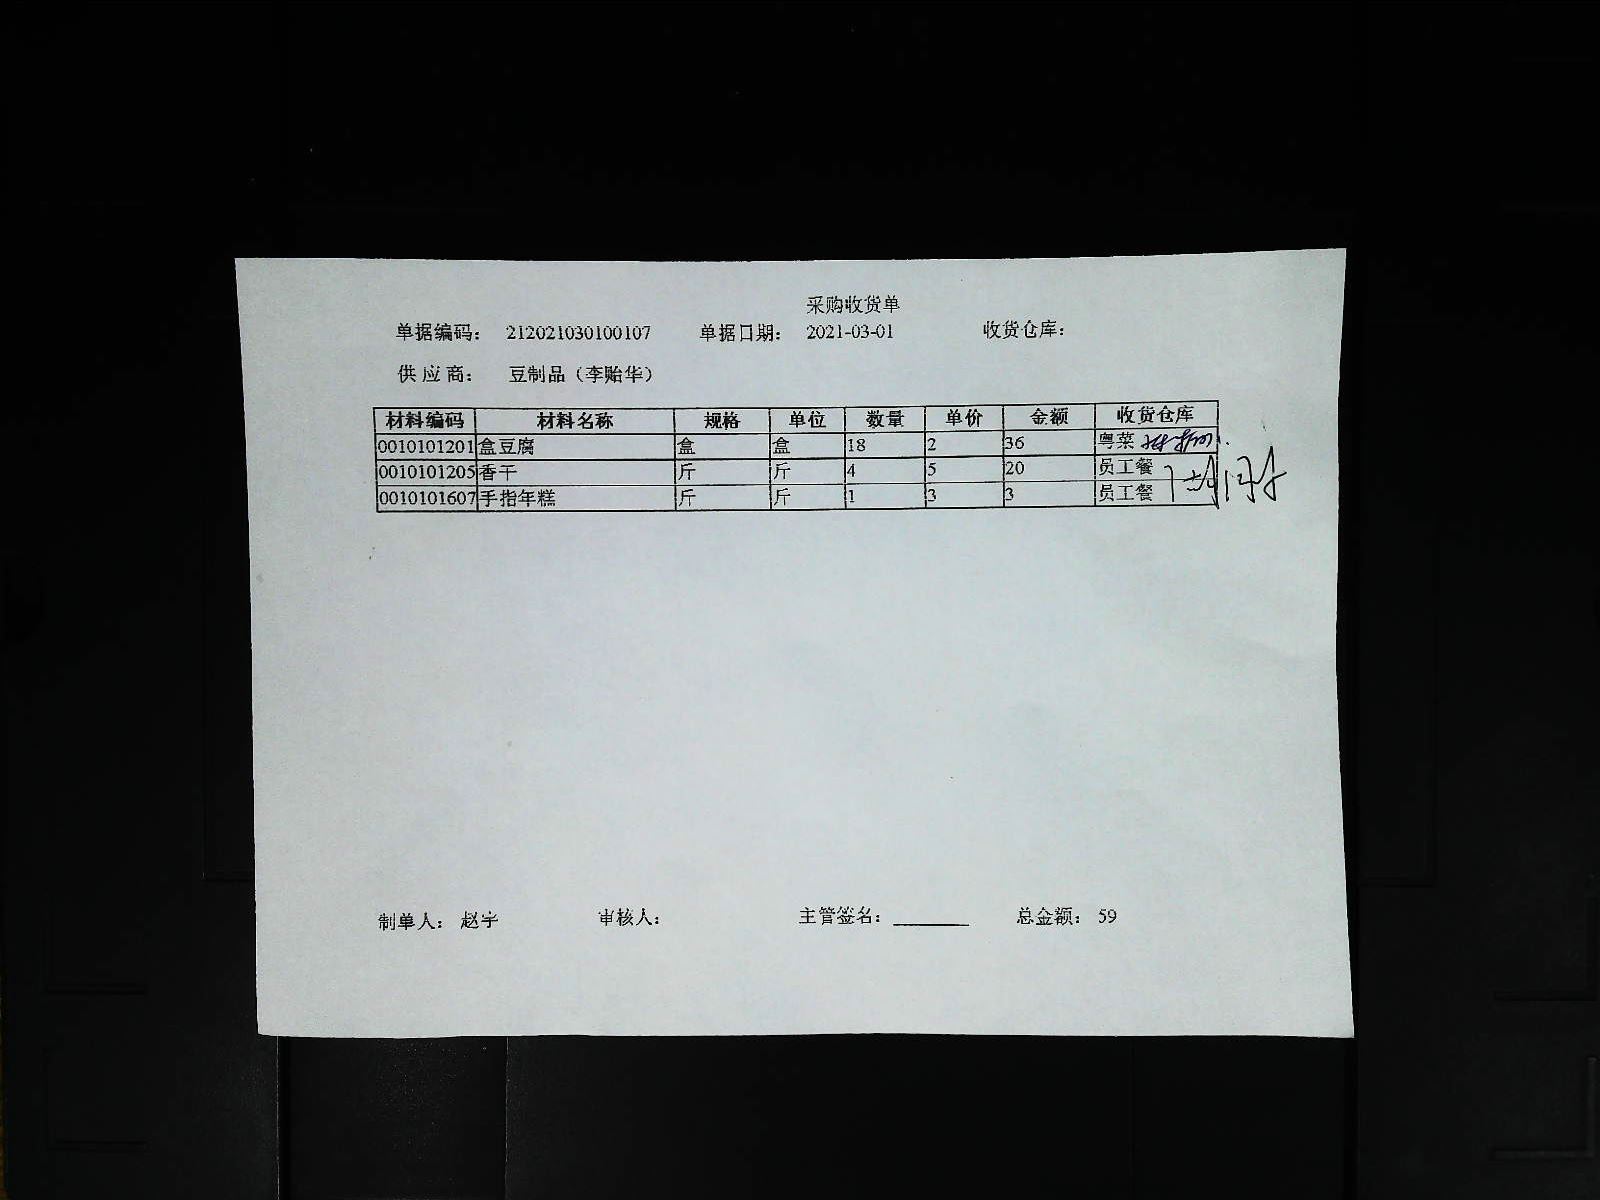 采购收货单
单据编码： 212021030100107 单据日期： 2021-03-01 收货仓库：
供应商： 豆制品（李贻华）
材料编码 材料名称 规格 单位 数量 单价 金额 收货仓库
0010101201 盒豆腐 盒 盒 18 2 36 粤菜
0010101205 香干 斤 斤 4 5 20 员工餐
0010101607 手指年糕 斤 斤 1 3 3 员工餐
制单人： 赵宇 审核人： 主管签名： 总金额： 59